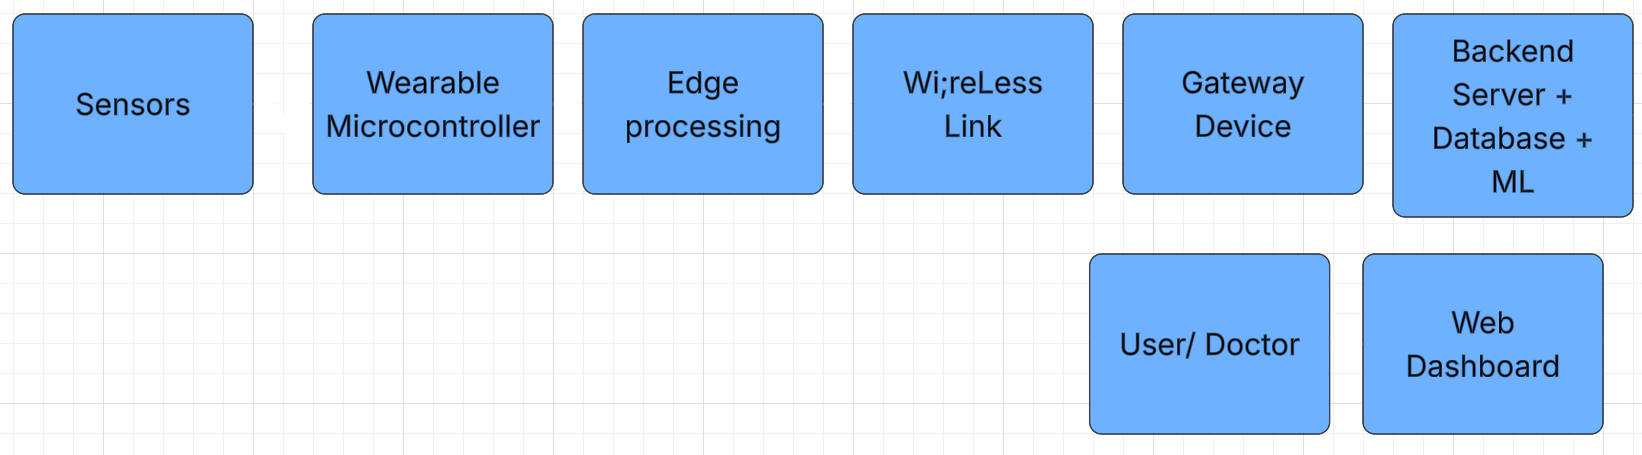 Sensors
Wearable
Microcontroller
Edge
processing
Wi;reLess
Link
Gateway
Device
Backend
Server +
Database +
ML
User/ Doctor
Web
Dashboard